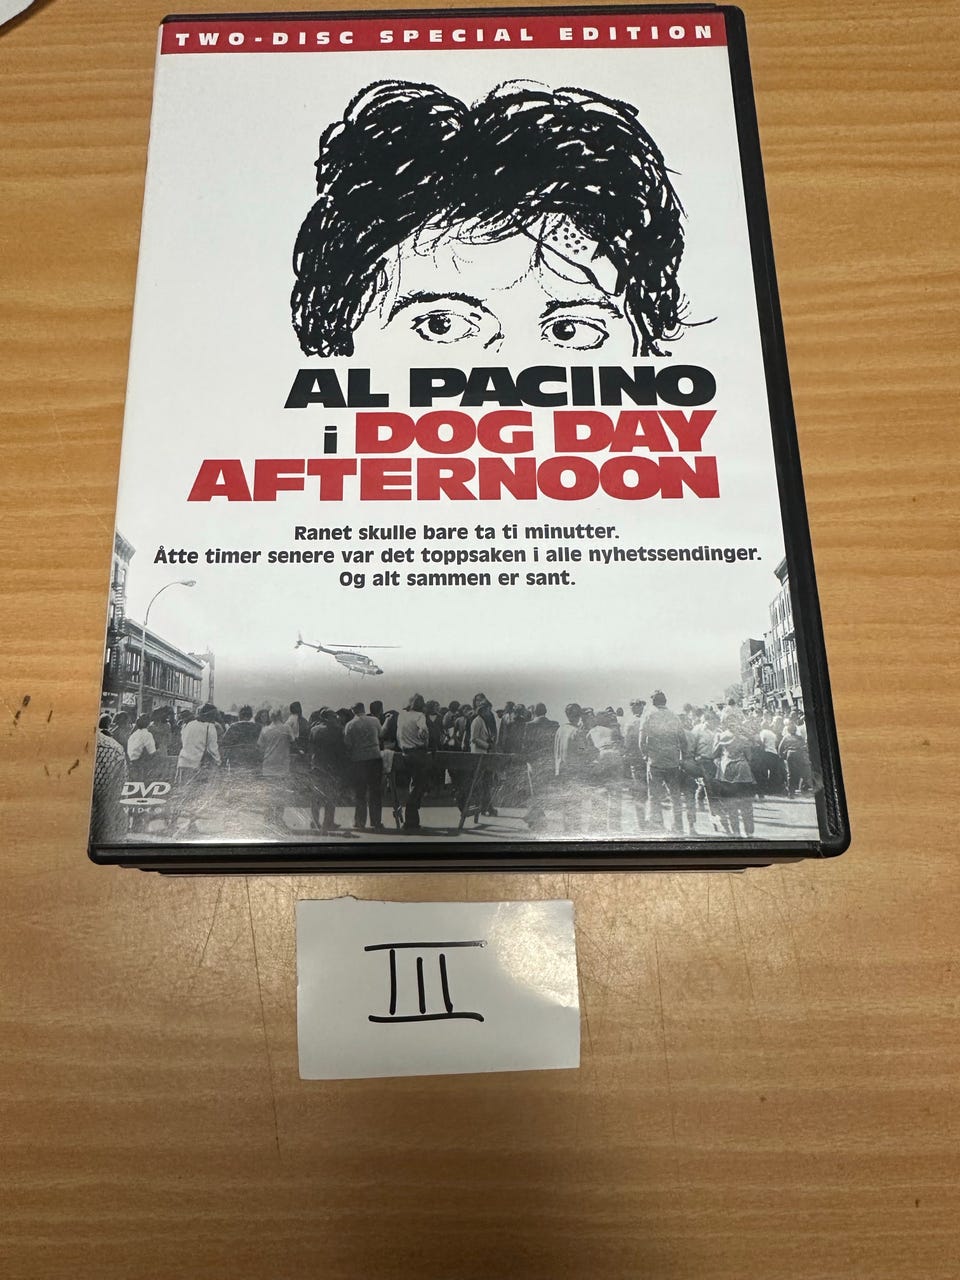 TWO-DISC SPECIAL EDITION
AL PACINO
i DOG DAY
AFTERNOON
Ranet skulle bare ta ti minutter.
Åtte timer senere var det toppsaken i alle nyhetssendinger.
Og alt sammen er sant.
DVD
VIDEO
III